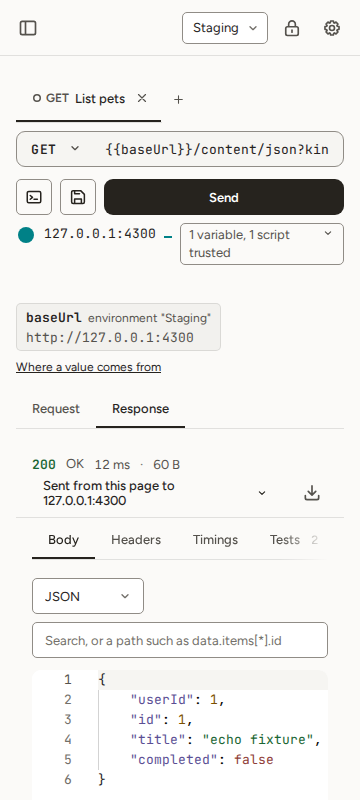 Staging
GET List pets
GET {{baseUrl}}/content/json?kin
Send
127.0.0.1:4300
1 variable, 1 script trusted
baseUrl environment "Staging"
http://127.0.0.1:4300
Where a value comes from
Request Response
200 OK 12 ms · 60 B
Sent from this page to
127.0.0.1:4300
Body Headers Timings Tests 2
JSON
Search, or a path such as data.items[*].id
1 {
2 "userId": 1,
3 "id": 1,
4 "title": "echo fixture",
5 "completed": false
6 }